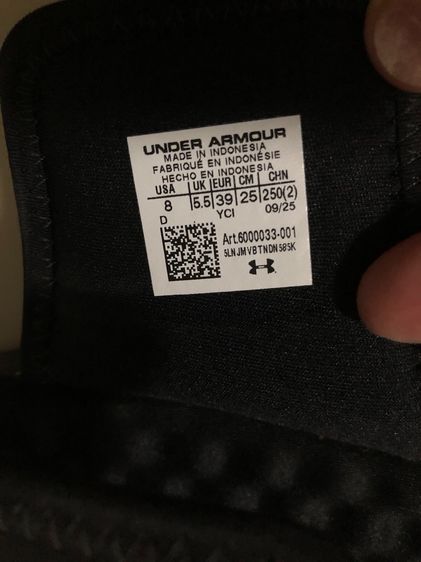 UNDER ARMOUR
MADE IN INDONESIA
FABRIQUÉ EN INDONÉSIE
HECHO EN INDONESIA
USA UK EUR CM CHN
8 5.5 39 25 250(2)
D YCI 09/25
Art.6000033-001
5LNJMVBTNDN585K